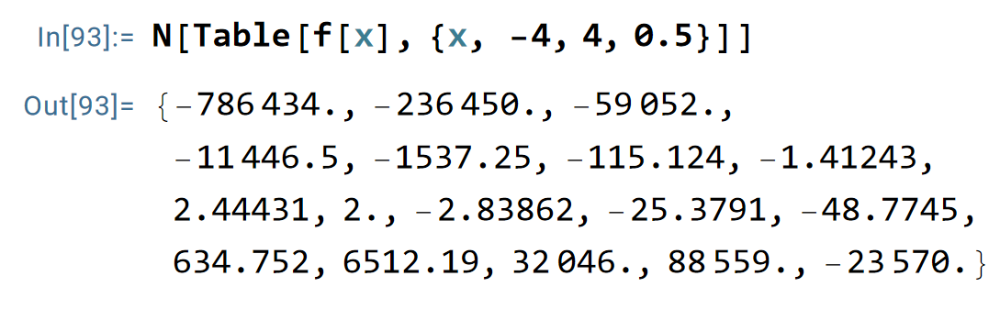 In[93]:= N[Table[f[x], {x, -4, 4, 0.5}]]
Out[93]= {-786 434., -236 450., -59 052.,
-11 446.5, -1537.25, -115.124, -1.41243,
2.44431, 2., -2.83862, -25.3791, -48.7745,
634.752, 6512.19, 32 046., 88 559., -23 570.}